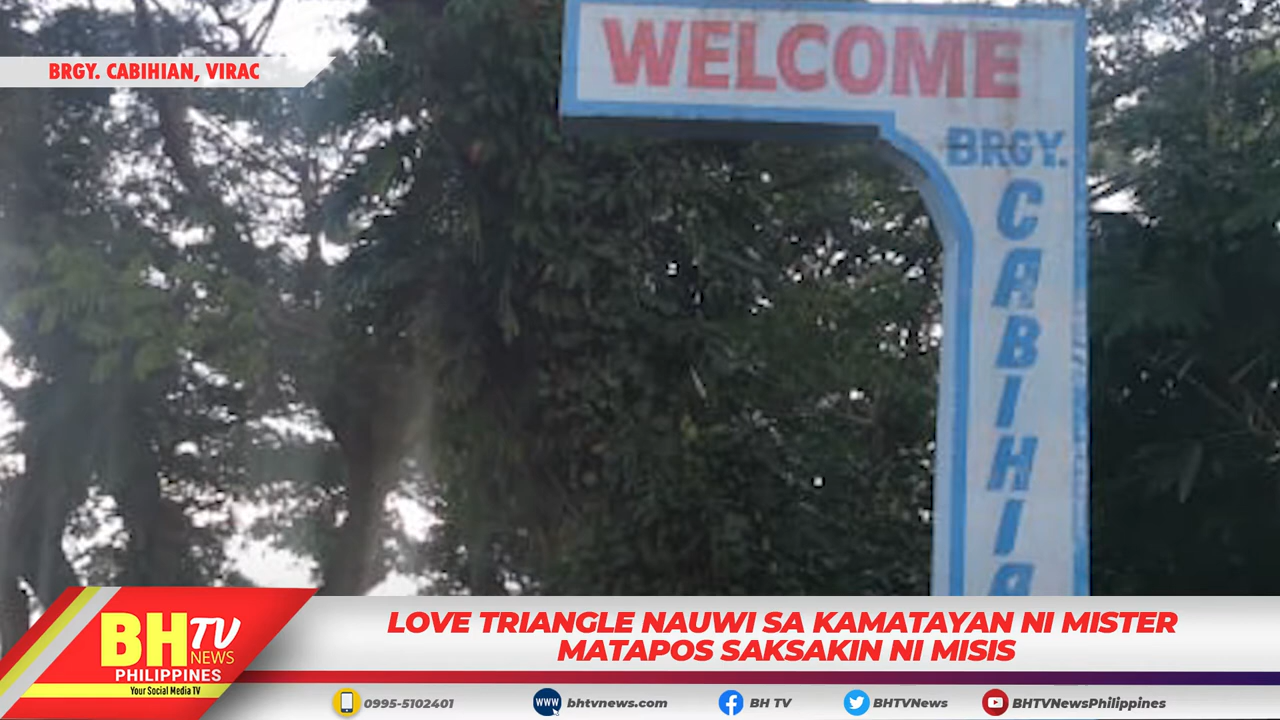 BRGY. CABIHIAN, VIRAC
WELCOME
BRGY.
CABIHIA
LOVE TRIANGLE NAUWI SA KAMATAYAN NI MISTER
MATAPOS SAKSAKIN NI MISIS
BHTV
NEWS
PHILIPPINES
Your Social Media TV
0995-5102401
www
bhtvnews.com
BH TV
BHTVNews
BHTVNewsPhilippines